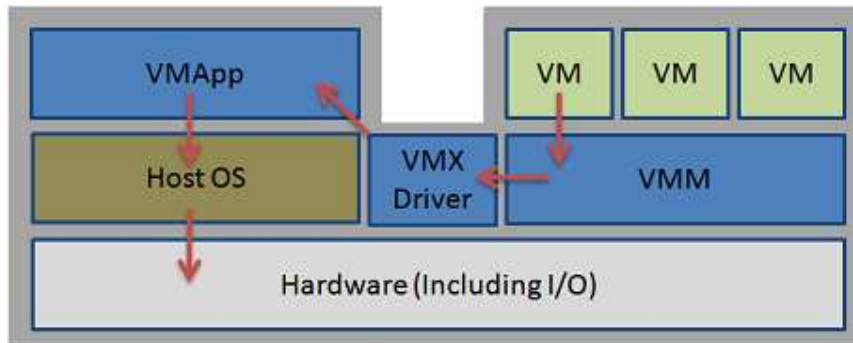 VMApp
VM
VM
VM
Host OS
VMX
Driver
VMM
Hardware (Including I/O)